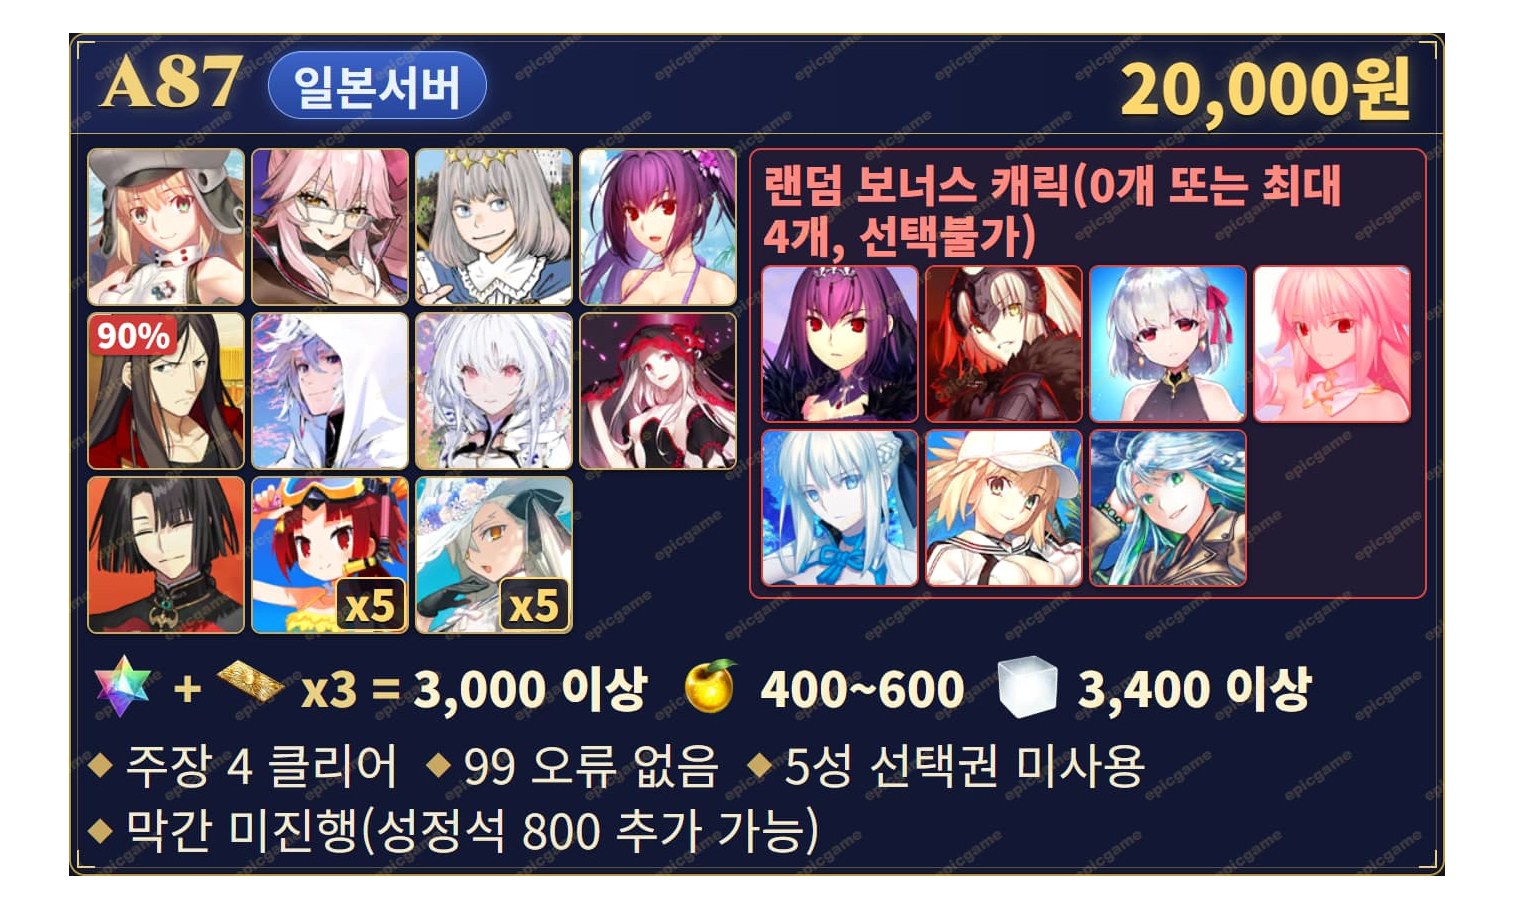 A87 일본서버 20,000원
랜덤 보너스 캐릭(0개 또는 최대
4개, 선택불가)
90%
x5 x5
+ x3 = 3,000 이상 400~600 3,400 이상
◆ 주장 4 클리어 ◆ 99 오류 없음 ◆ 5성 선택권 미사용
◆ 막간 미진행(성정석 800 추가 가능)
epicgame